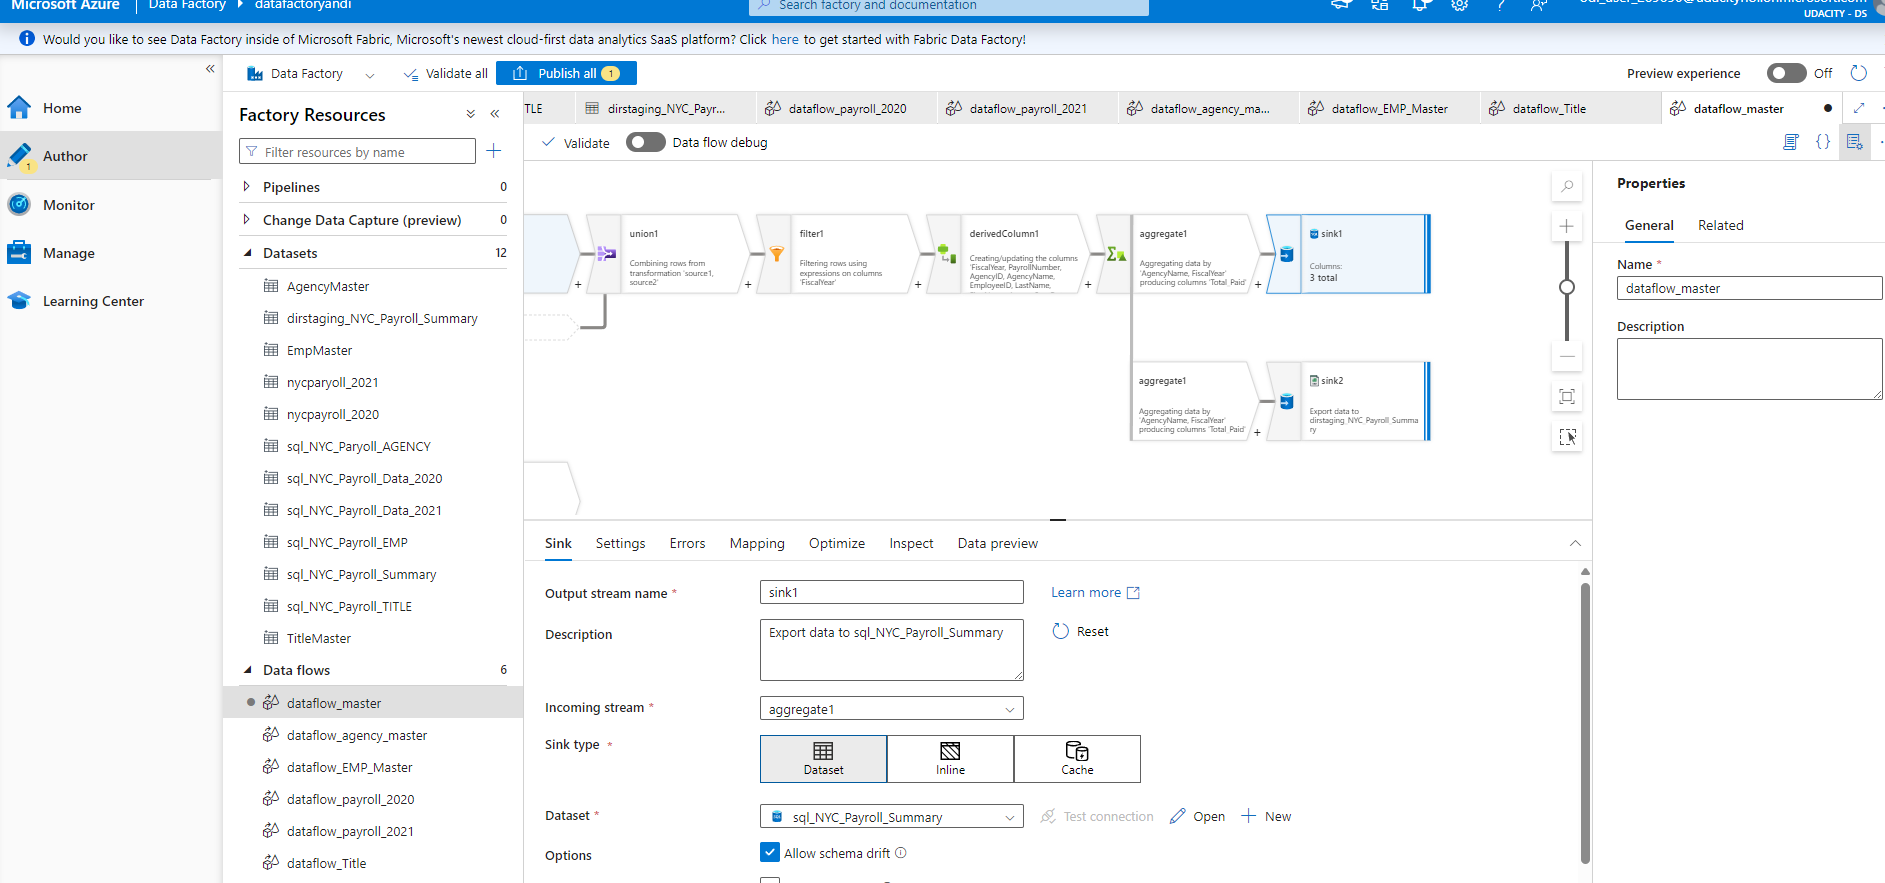 Microsoft Azure
Data Factory
datafactoryandi
Search factory and documentation
UDACITY - DS
Would you like to see Data Factory inside of Microsoft Fabric, Microsoft's newest cloud-first data analytics SaaS platform? Click here to get started with Fabric Data Factory!
Home
Author
1
Monitor
Manage
Learning Center
Data Factory
Validate all
Publish all 1
Preview experience
Off
Factory Resources
Filter resources by name
Pipelines 0
Change Data Capture (preview) 0
Datasets 12
AgencyMaster
dirstaging_NYC_Payroll_Summary
EmpMaster
nycparyoll_2021
nycpayroll_2020
sql_NYC_Paryoll_AGENCY
sql_NYC_Payroll_Data_2020
sql_NYC_Payroll_Data_2021
sql_NYC_Payroll_EMP
sql_NYC_Payroll_Summary
sql_NYC_Payroll_TITLE
TitleMaster
Data flows 6
dataflow_master
dataflow_agency_master
dataflow_EMP_Master
dataflow_payroll_2020
dataflow_payroll_2021
dataflow_Title
TLE
dirstaging_NYC_Payr...
dataflow_payroll_2020
dataflow_payroll_2021
dataflow_agency_ma...
dataflow_EMP_Master
dataflow_Title
dataflow_master
Validate
Data flow debug
union1
Combining rows from
transformation 'source1,
source2'
filter1
Filtering rows using
expressions on columns
'FiscalYear'
derivedColumn1
Creating/updating the columns
'FiscalYear, PayrollNumber,
AgencyID, AgencyName,
EmployeeID, LastName,
aggregate1
Aggregating data by
'AgencyName, FiscalYear'
producing columns 'Total_Paid'
sink1
Columns:
3 total
aggregate1
Aggregating data by
'AgencyName, FiscalYear'
producing columns 'Total_Paid'
sink2
Export data to
dirstaging_NYC_Payroll_Summa
ry
Sink
Settings
Errors
Mapping
Optimize
Inspect
Data preview
Output stream name *
sink1
Learn more
Description
Export data to sql_NYC_Payroll_Summary
Reset
Incoming stream *
aggregate1
Sink type *
Dataset
Inline
Cache
Dataset *
sql_NYC_Payroll_Summary
Test connection
Open
New
Options
Allow schema drift
Properties
General
Related
Name *
dataflow_master
Description